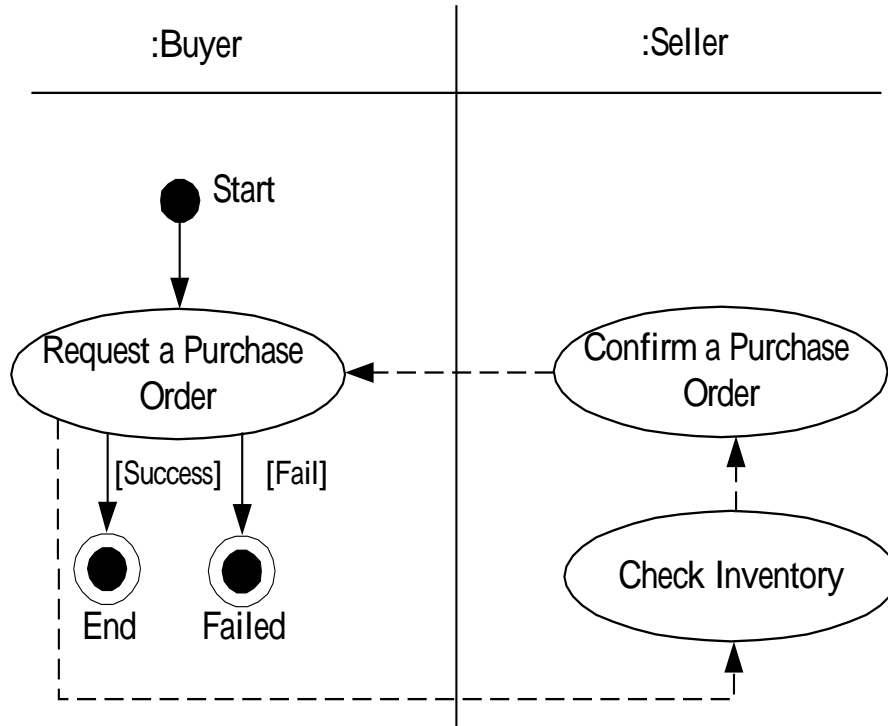 :Buyer
:Seller
Start
Request a Purchase
Order
Confirm a Purchase
Order
[Success]
[Fail]
Check Inventory
End
Failed